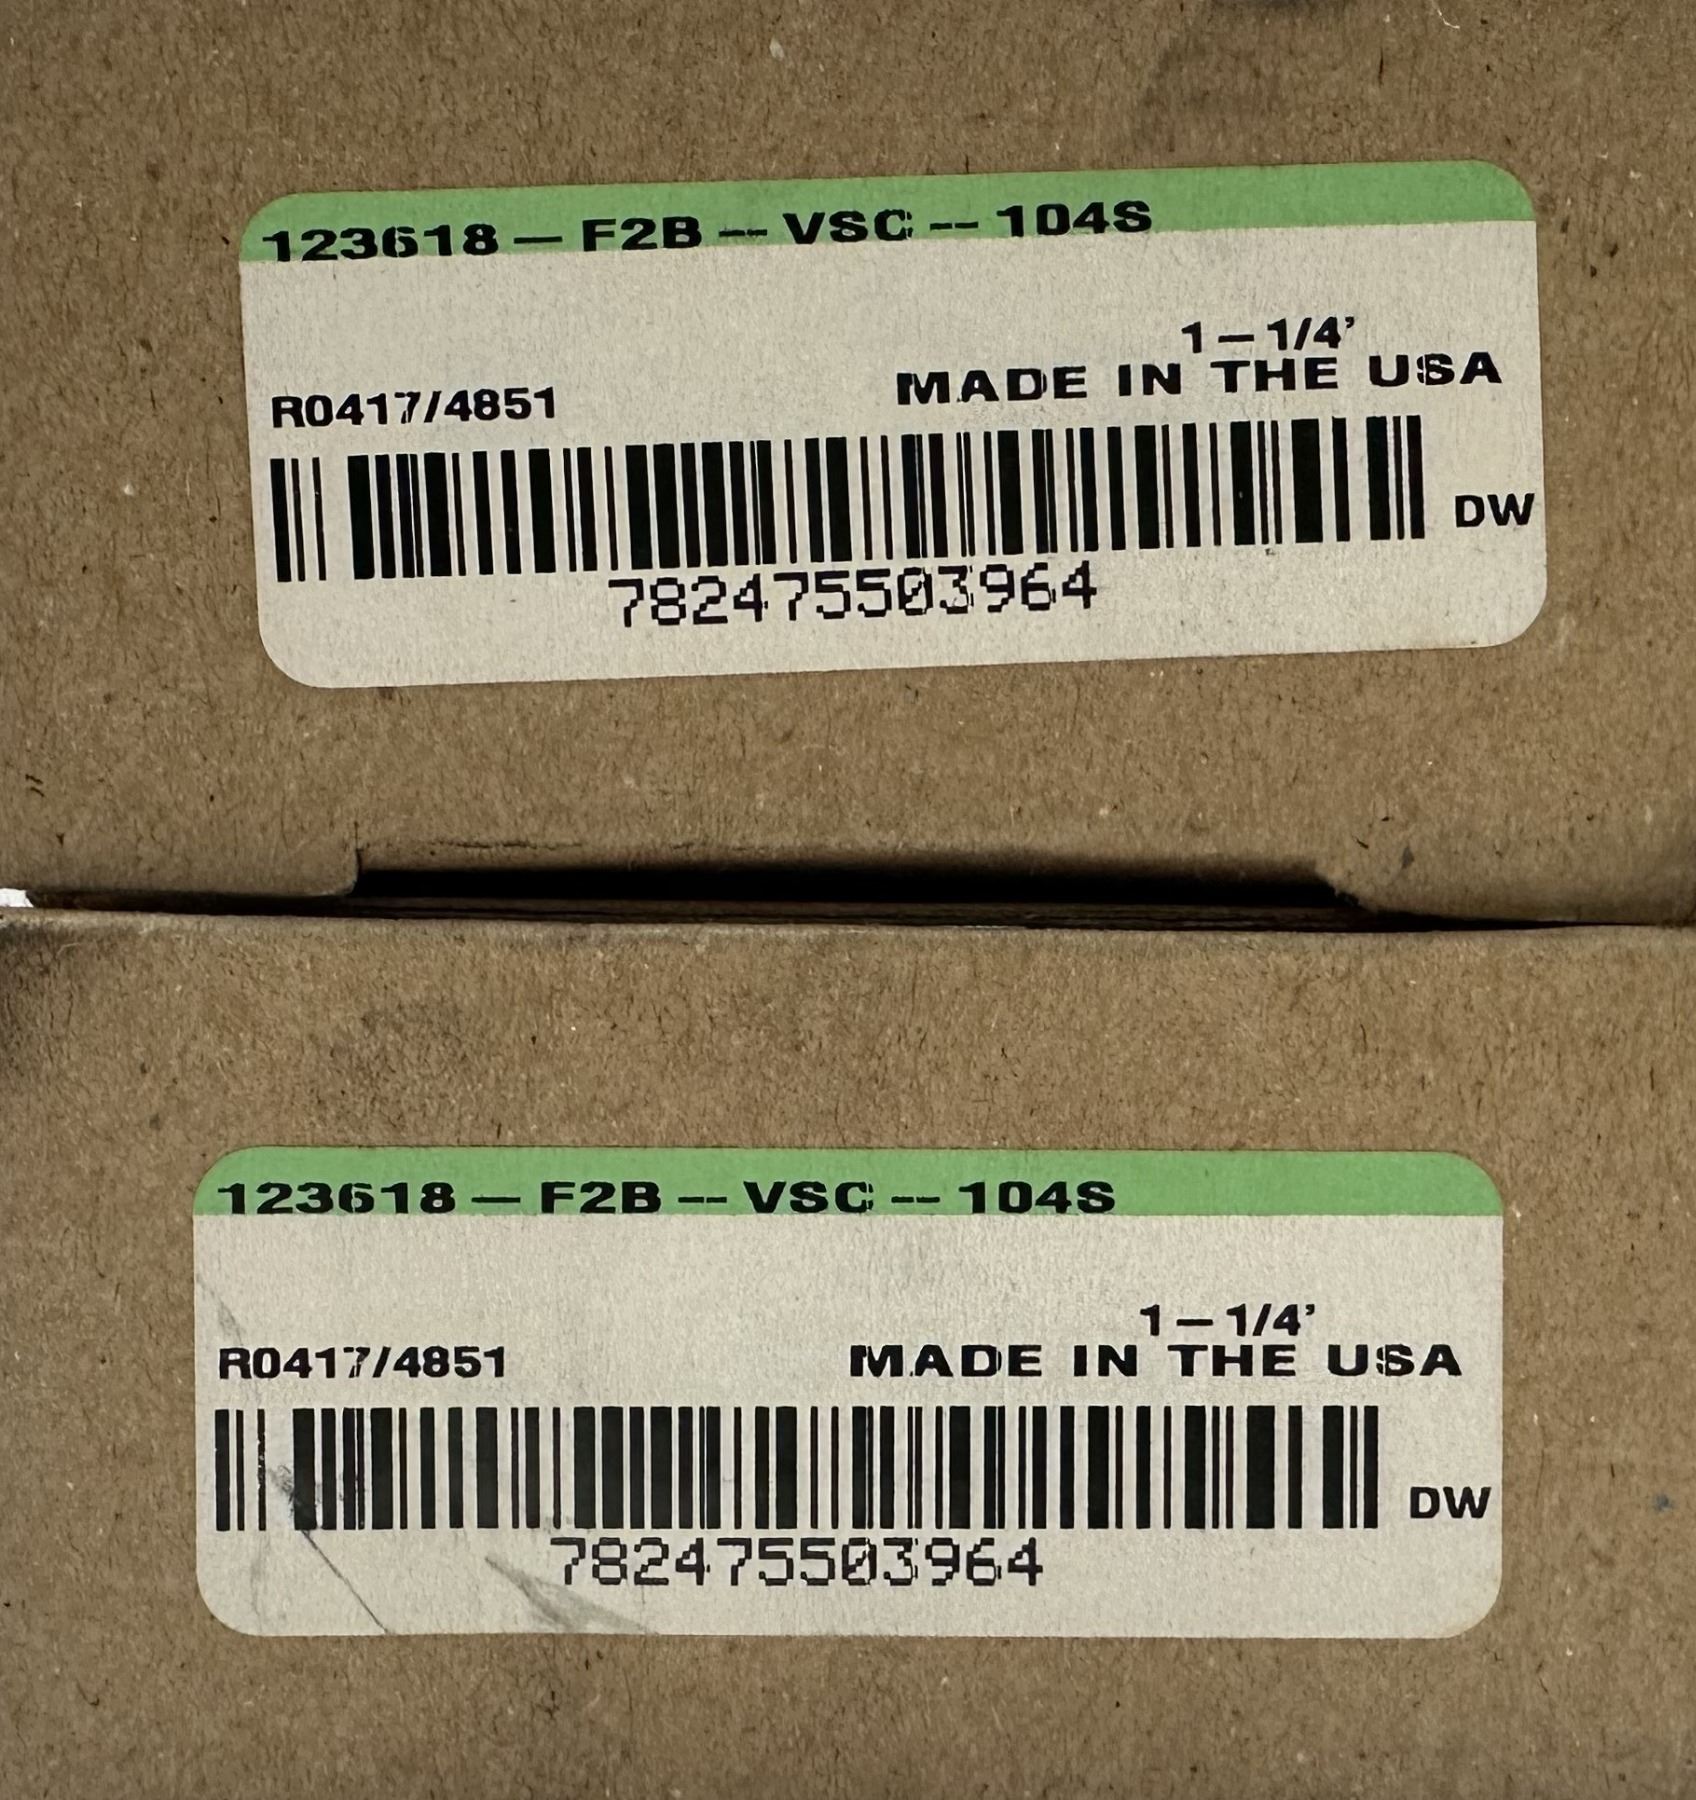 123618 — F2B -- VSC -- 104S
1 — 1/4’
R0417/4851 MADE IN THE USA
DW
782475503964
123618 — F2B -- VSC -- 104S
1 — 1/4’
R0417/4851 MADE IN THE USA
DW
782475503964